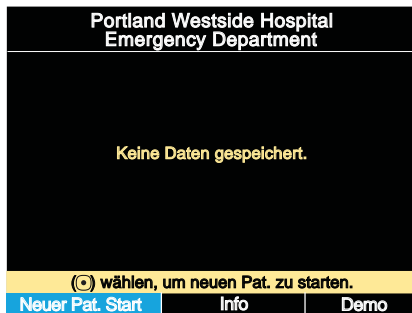 Portland Westside Hospital
Emergency Department
Keine Daten gespeichert.
(⊙) wählen, um neuen Pat. zu starten.
Neuer Pat. Start Info Demo